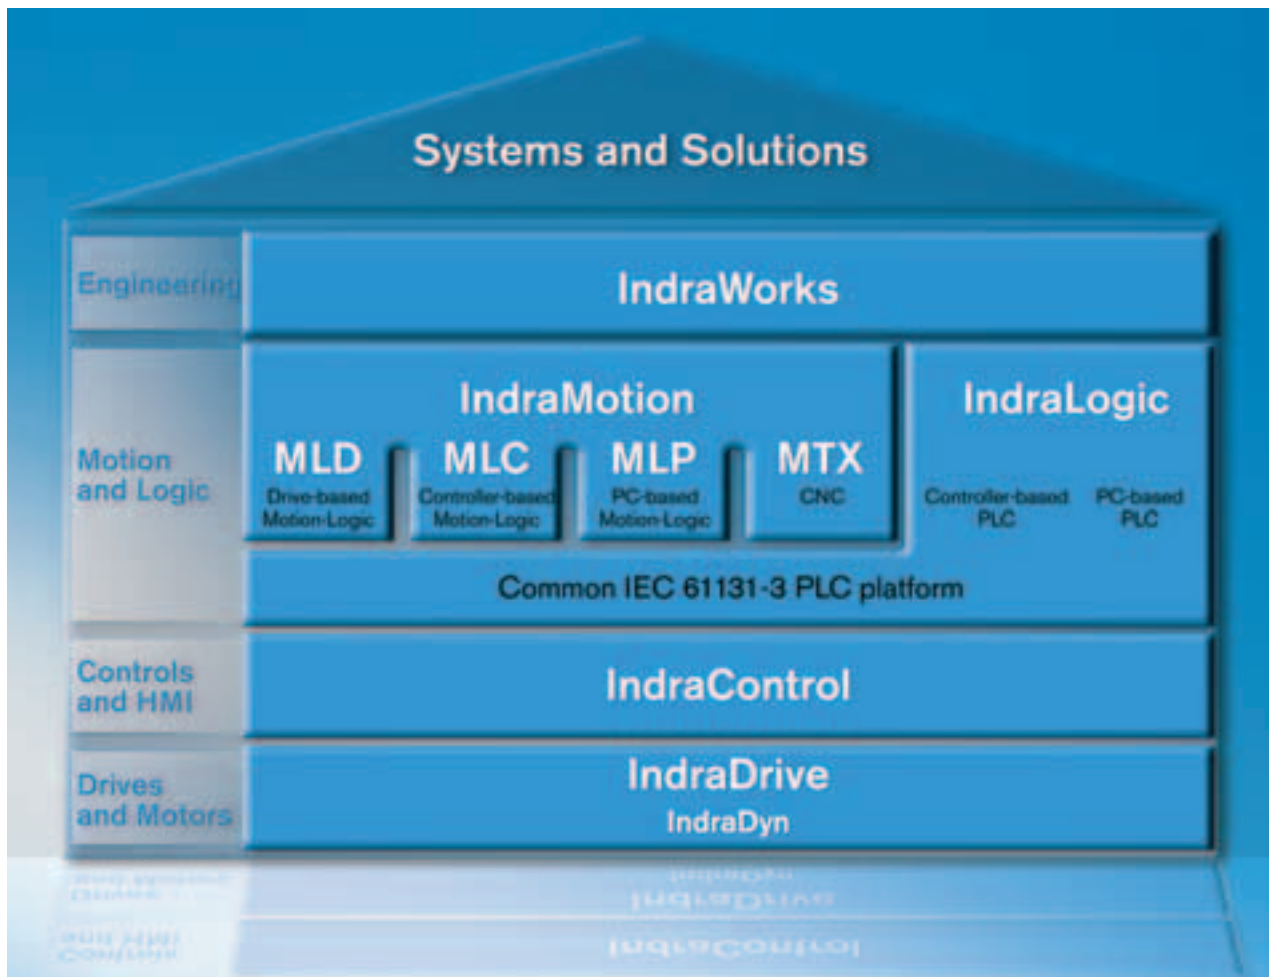 Systems and Solutions
Engineering
IndraWorks
Motion
and Logic
IndraMotion
IndraLogic
MLD
MLC
MLP
MTX
Drive-based
Motion-Logic
Controller-based
Motion-Logic
PC-based
Motion-Logic
CNC
Controller-based
PLC
PC-based
PLC
Common IEC 61131-3 PLC platform
Controls
and HMI
IndraControl
Drives
and Motors
IndraDrive
IndraDyn